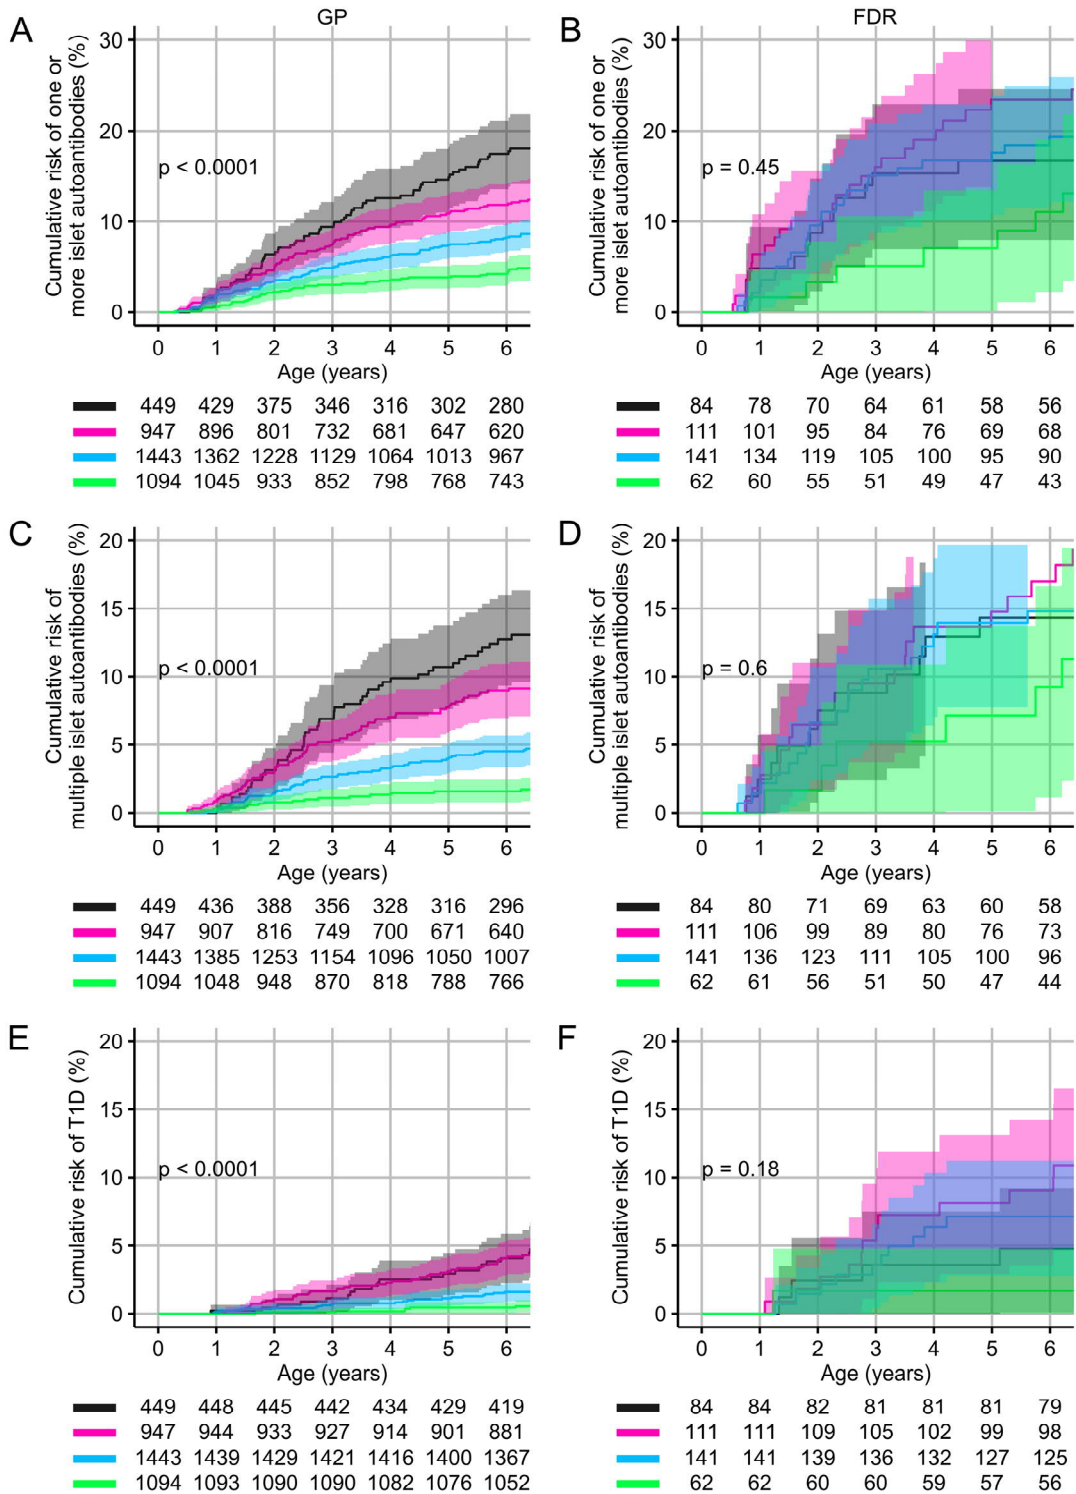 GP
FDR
A
Cumulative risk of one or
more islet autoantibodies (%)
30
20
10
0
p < 0.0001
0 1 2 3 4 5 6
Age (years)
449 429 375 346 316 302 280
947 896 801 732 681 647 620
1443 1362 1228 1129 1064 1013 967
1094 1045 933 852 798 768 743
B
Cumulative risk of one or
more islet autoantibodies (%)
30
20
10
0
p = 0.45
0 1 2 3 4 5 6
Age (years)
84 78 70 64 61 58 56
111 101 95 84 76 69 68
141 134 119 105 100 95 90
62 60 55 51 49 47 43
C
Cumulative risk of
multiple islet autoantibodies (%)
20
15
10
5
0
p < 0.0001
0 1 2 3 4 5 6
Age (years)
449 436 388 356 328 316 296
947 907 816 749 700 671 640
1443 1385 1253 1154 1096 1050 1007
1094 1048 948 870 818 788 766
D
Cumulative risk of
multiple islet autoantibodies (%)
20
15
10
5
0
p = 0.6
0 1 2 3 4 5 6
Age (years)
84 80 71 69 63 60 58
111 106 99 89 80 76 73
141 136 123 111 105 100 96
62 61 56 51 50 47 44
E
Cumulative risk of T1D (%)
20
15
10
5
0
p < 0.0001
0 1 2 3 4 5 6
Age (years)
449 448 445 442 434 429 419
947 944 933 927 914 901 881
1443 1439 1429 1421 1416 1400 1367
1094 1093 1090 1090 1082 1076 1052
F
Cumulative risk of T1D (%)
20
15
10
5
0
p = 0.18
0 1 2 3 4 5 6
Age (years)
84 84 82 81 81 81 79
111 111 109 105 102 99 98
141 141 139 136 132 127 125
62 62 60 60 59 57 56